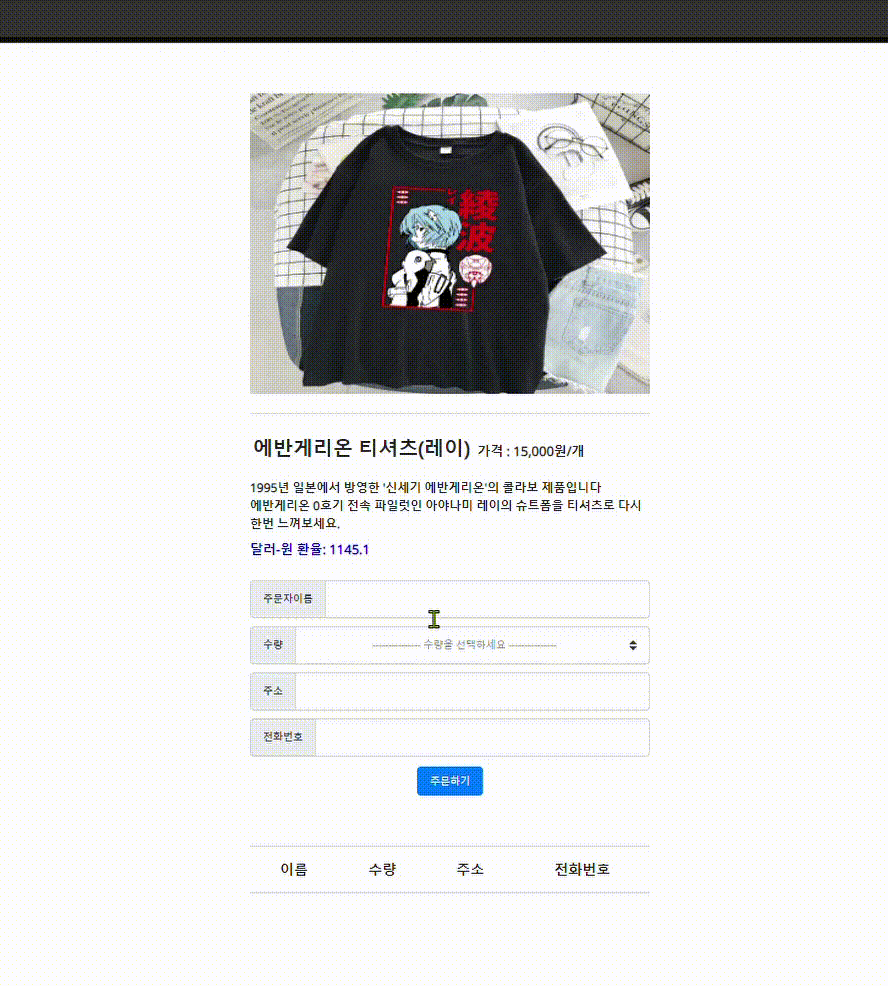 レイ
綾
波
에반게리온 티셔츠(레이) 가격 : 15,000원/개
1995년 일본에서 방영한 '신세기 에반게리온'의 콜라보 제품입니다
에반게리온 0호기 전속 파일럿인 아야나미 레이의 슈트폼을 티셔츠로 다시
한번 느껴보세요.
달러-원 환율: 1145.1
주문자이름
수량 --------------- 수량을 선택하세요 ---------------
주소
전화번호
주문하기
이름 수량 주소 전화번호